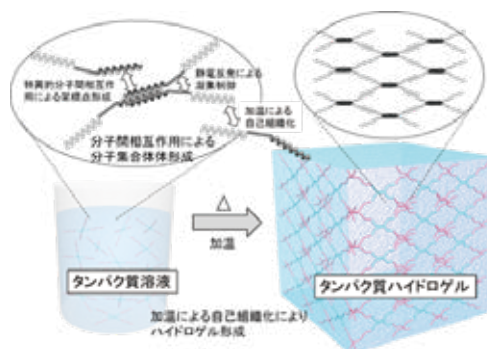 特異的分子間相互作
用による架橋点形成
静電反発による
凝集制御
加温による
自己組織化
分子間相互作用による
分子集合体形成
△
加温
タンパク質溶液
タンパク質ハイドロゲル
加温による自己組織化により
ハイドロゲル形成